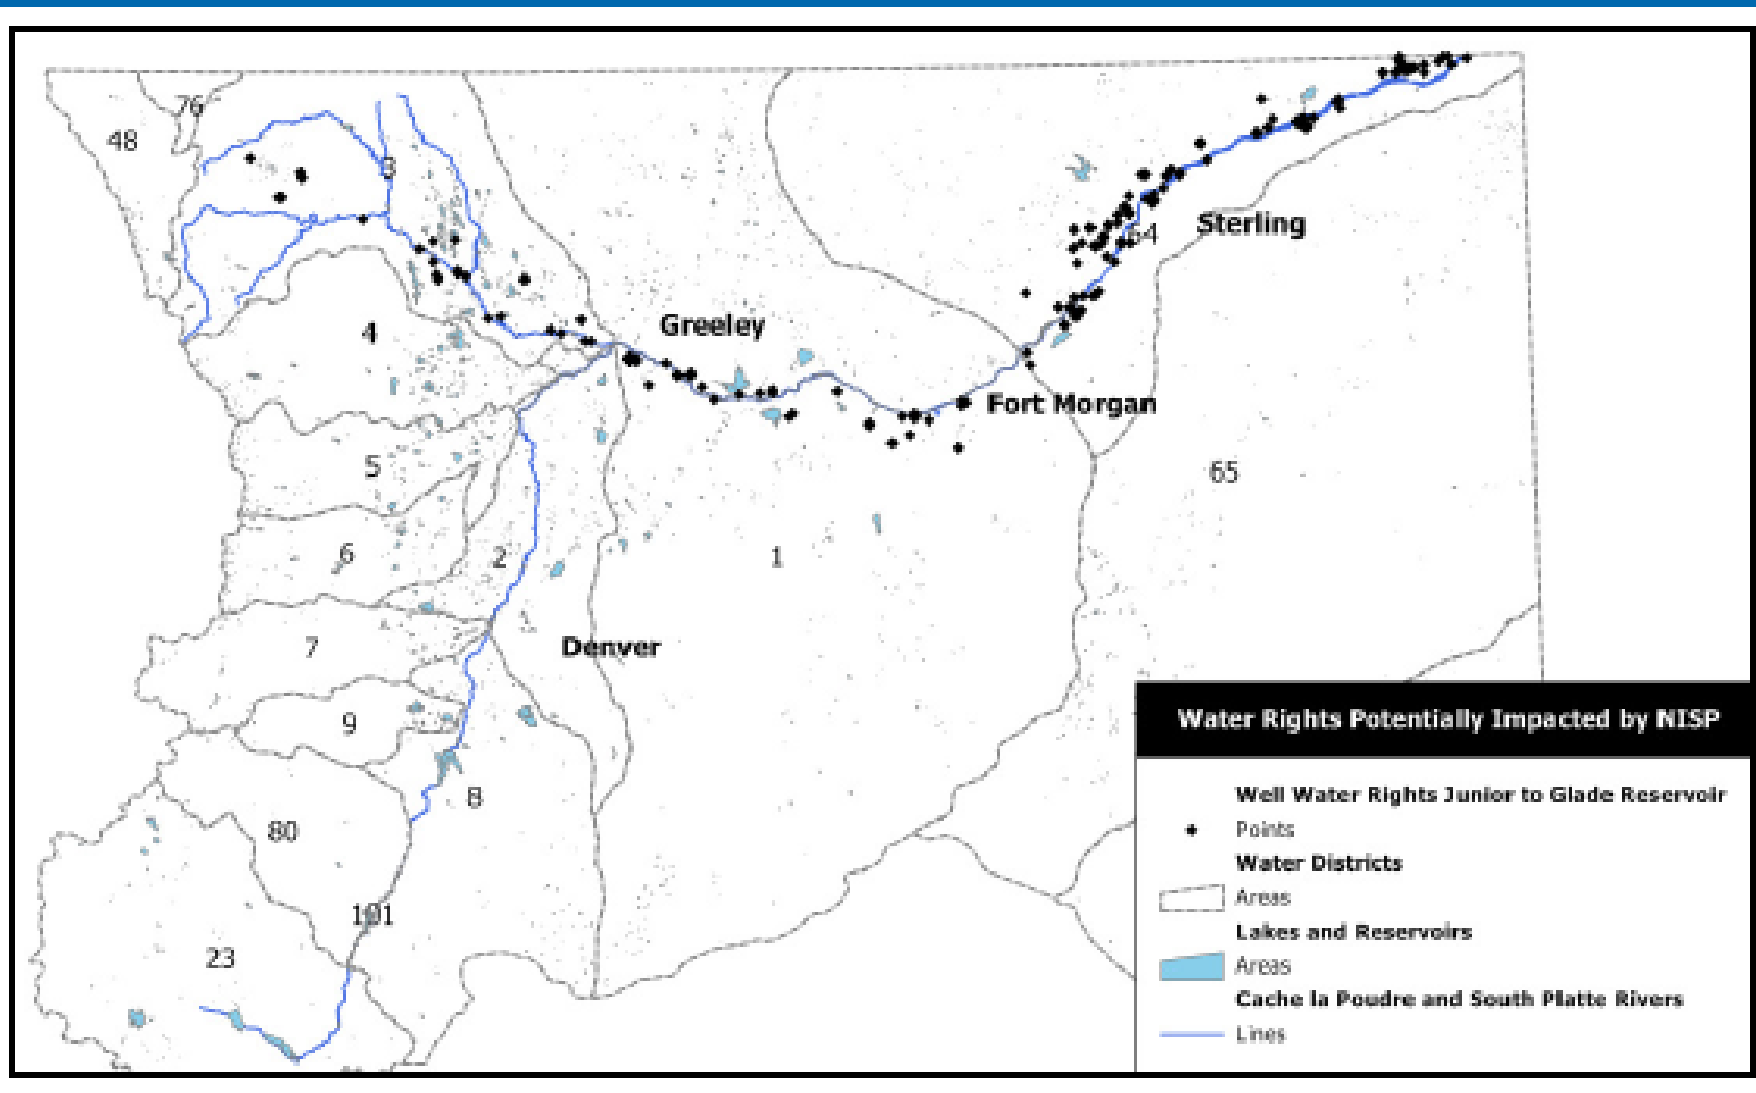 76
48
3
Sterling
64
Greeley
4
Fort Morgan
5
65
6
2
1
7
Denver
9
8
80
101
23
Water Rights Potentially Impacted by NISP
Well Water Rights Junior to Glade Reservoir
Points
Water Districts
Areas
Lakes and Reservoirs
Areas
Cache la Poudre and South Platte Rivers
Lines